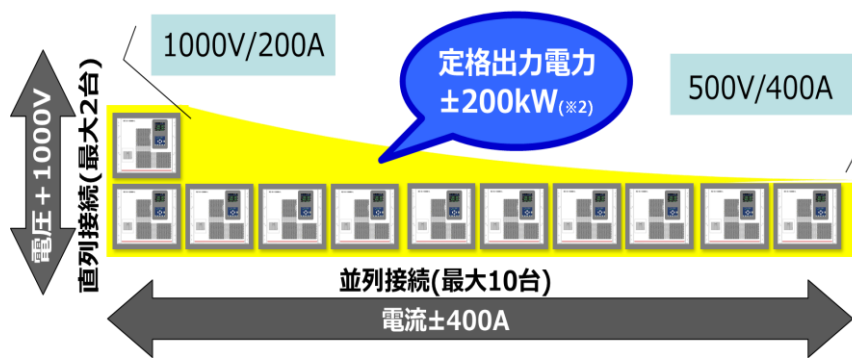 1000V/200A
定格出力電力
±200kW(※2)
500V/400A
電圧+1000V
直列接続(最大2台)
並列接続(最大10台)
電流±400A